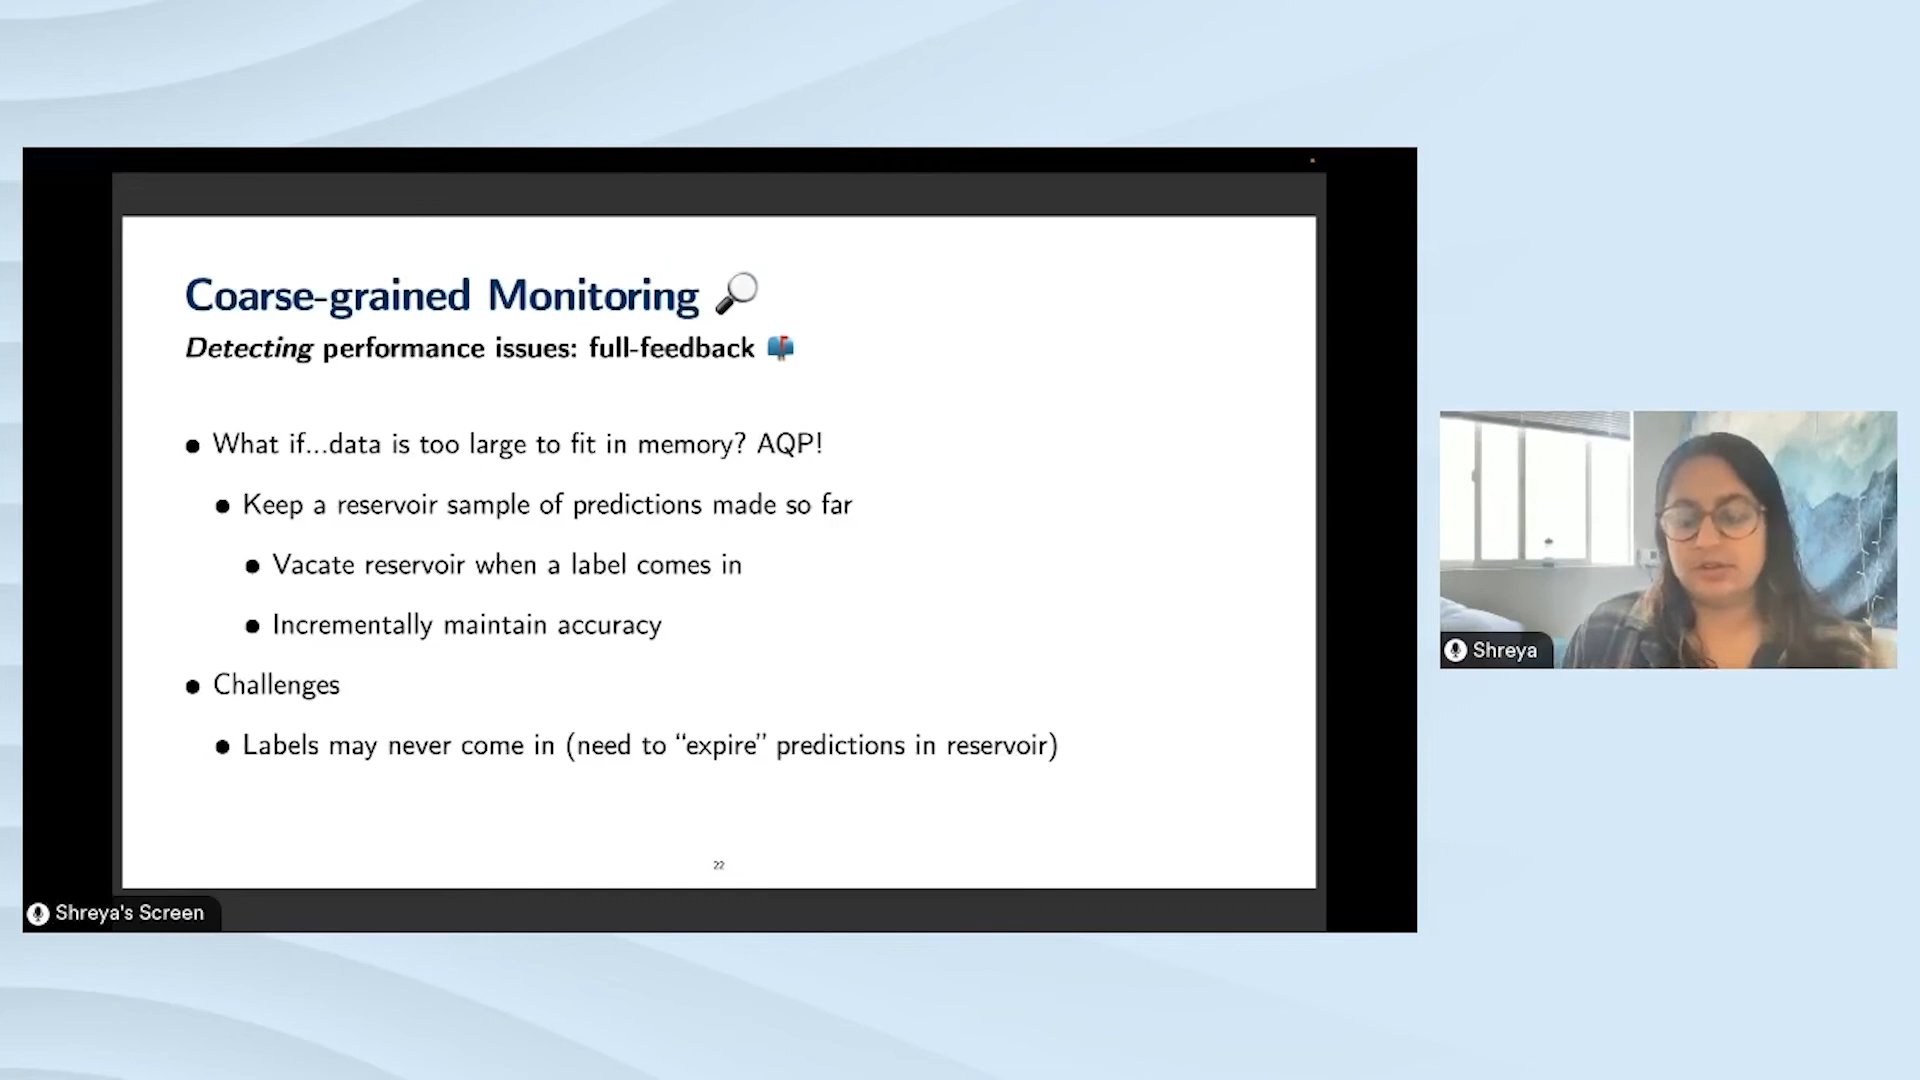 Coarse-grained Monitoring
Detecting performance issues: full-feedback
• What if...data is too large to fit in memory? AQP!
• Keep a reservoir sample of predictions made so far
• Vacate reservoir when a label comes in
• Incrementally maintain accuracy
• Challenges
• Labels may never come in (need to “expire” predictions in reservoir)
22
Shreya's Screen
Shreya